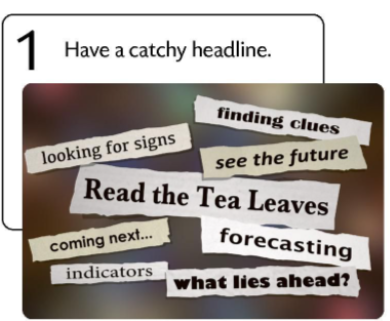 1 Have a catchy headline.
finding clues
looking for signs
see the future
Read the Tea Leaves
coming next...
forecasting
indicators
what lies ahead?